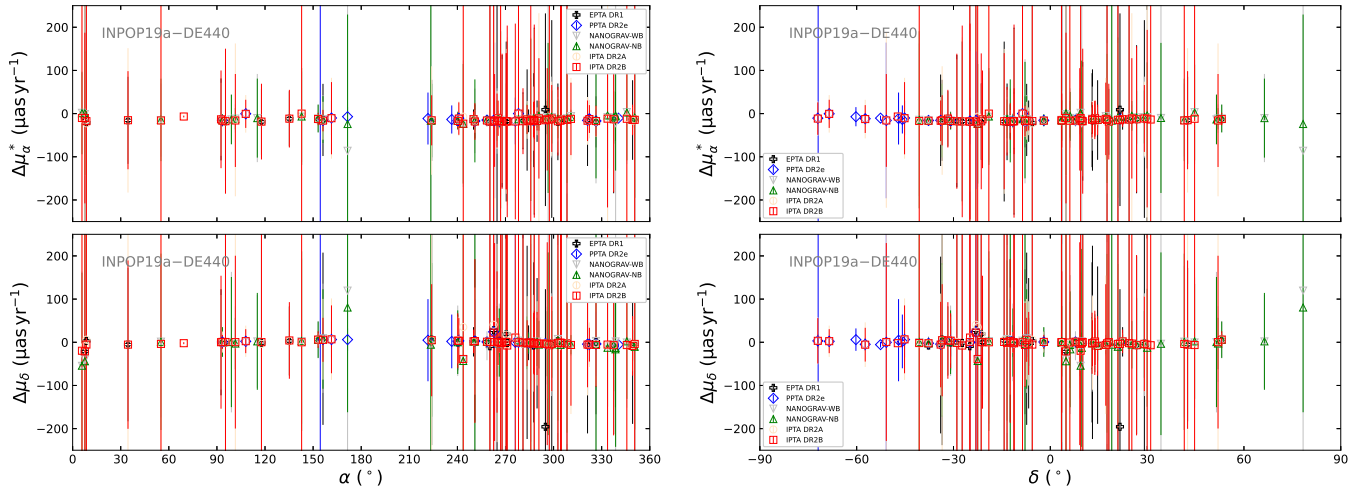 INPOP19a−DE440
EPTA DR1
PPTA DR2e
NANOGRAV-WB
NANOGRAV-NB
IPTA DR2A
IPTA DR2B
200
100
0
−100
−200
Δμα* (μas yr−1)
INPOP19a−DE440
EPTA DR1
PPTA DR2e
NANOGRAV-WB
NANOGRAV-NB
IPTA DR2A
IPTA DR2B
200
100
0
−100
−200
Δμα* (μas yr−1)
INPOP19a−DE440
EPTA DR1
PPTA DR2e
NANOGRAV-WB
NANOGRAV-NB
IPTA DR2A
IPTA DR2B
200
100
0
−100
−200
Δμδ (μas yr−1)
0 30 60 90 120 150 180 210 240 270 300 330 360
α (°)
INPOP19a−DE440
EPTA DR1
PPTA DR2e
NANOGRAV-WB
NANOGRAV-NB
IPTA DR2A
IPTA DR2B
200
100
0
−100
−200
Δμδ (μas yr−1)
−90 −60 −30 0 30 60 90
δ (°)